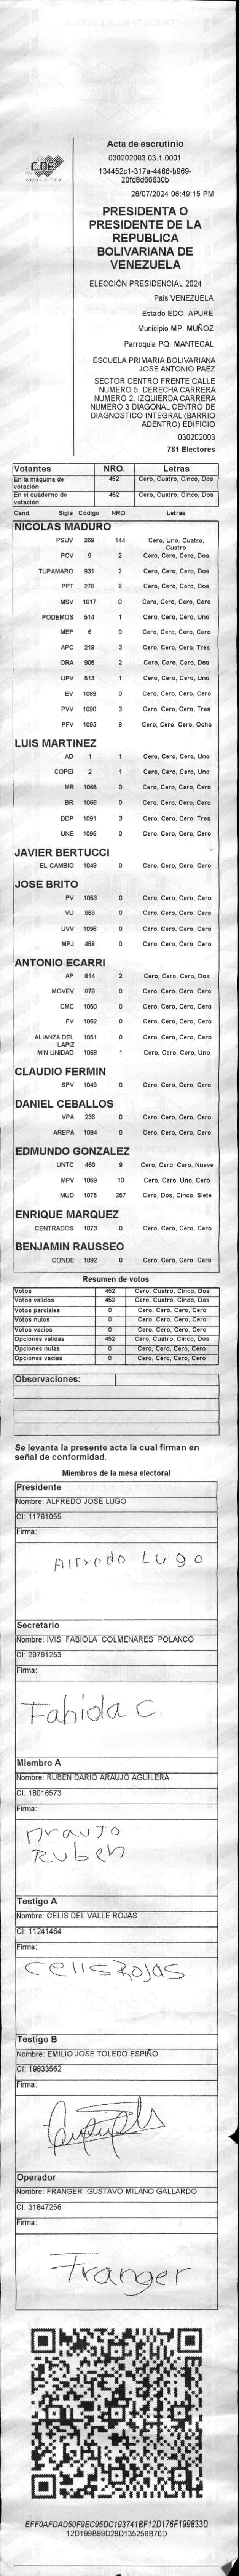 CNE
Acta de escrutinio
030202003.03.1.0001
134452c1-317a-4466-b969-
20fd8d66630b
28/07/2024 06:49:15 PM
PRESIDENTA O
PRESIDENTE DE LA
REPUBLICA
BOLIVARIANA DE
VENEZUELA
ELECCIÓN PRESIDENCIAL 2024
Pais VENEZUELA
Estado EDO. APURE
Municipio MP. MUÑOZ
Parroquia PQ. MANTECAL
ESCUELA PRIMARIA BOLIVARIANA
JOSE ANTONIO PAEZ
SECTOR CENTRO FRENTE CALLE
NUMERO 5. DERECHA CARRERA
NUMERO 2. IZQUIERDA CARRERA
NUMERO 3 DIAGONAL CENTRO DE
DIAGNOSTICO INTEGRAL (BARRIO
ADENTRO) EDIFICIO
030202003
781 Electores
Votantes NRO. Letras
En la máquina de votación 452 Cero, Cuatro, Cinco, Dos
En el cuaderno de votación 452 Cero, Cuatro, Cinco, Dos
Cand. Sigla Código NRO. Letras
NICOLAS MADURO
PSUV 269 144 Cero, Uno, Cuatro, Cuatro
PCV 9 2 Cero, Cero, Cero, Dos
TUPAMARO 931 2 Cero, Cero, Cero, Dos
PPT 276 2 Cero, Cero, Cero, Dos
MSV 1017 0 Cero, Cero, Cero, Cero
PODEMOS 514 1 Cero, Cero, Cero, Uno
MEP 6 0 Cero, Cero, Cero, Cero
APC 219 3 Cero, Cero, Cero, Tres
ORA 906 2 Cero, Cero, Cero, Dos
UPV 513 1 Cero, Cero, Cero, Uno
EV 1089 0 Cero, Cero, Cero, Cero
PVV 1090 3 Cero, Cero, Cero, Tres
PFV 1093 8 Cero, Cero, Cero, Ocho
LUIS MARTINEZ
AD 1 1 Cero, Cero, Cero, Uno
COPEI 2 1 Cero, Cero, Cero, Uno
MR 1065 0 Cero, Cero, Cero, Cero
BR 1066 0 Cero, Cero, Cero, Cero
DDP 1091 3 Cero, Cero, Cero, Tres
UNE 1095 0 Cero, Cero, Cero, Cero
JAVIER BERTUCCI
EL CAMBIO 1048 0 Cero, Cero, Cero, Cero
JOSE BRITO
PV 1053 0 Cero, Cero, Cero, Cero
VU 868 0 Cero, Cero, Cero, Cero
UVV 1096 0 Cero, Cero, Cero, Cero
MPJ 458 0 Cero, Cero, Cero, Cero
ANTONIO ECARRI
AP 814 2 Cero, Cero, Cero, Dos
MOVEV 878 0 Cero, Cero, Cero, Cero
CMC 1050 0 Cero, Cero, Cero, Cero
FV 1062 0 Cero, Cero, Cero, Cero
ALIANZA DEL LAPIZ 1051 0 Cero, Cero, Cero, Cero
MIN UNIDAD 1068 1 Cero, Cero, Cero, Uno
CLAUDIO FERMIN
SPV 1049 0 Cero, Cero, Cero, Cero
DANIEL CEBALLOS
VPA 236 0 Cero, Cero, Cero, Cero
AREPA 1094 0 Cero, Cero, Cero, Cero
EDMUNDO GONZALEZ
UNTC 460 9 Cero, Cero, Cero, Nueve
MPV 1069 10 Cero, Cero, Uno, Cero
MUD 1075 257 Cero, Dos, Cinco, Siete
ENRIQUE MARQUEZ
CENTRADOS 1073 0 Cero, Cero, Cero, Cero
BENJAMIN RAUSSEO
CONDE 1092 0 Cero, Cero, Cero, Cero
Resumen de votos
Votos 452 Cero, Cuatro, Cinco, Dos
Votos validos 452 Cero, Cuatro, Cinco, Dos
Votos parciales 0 Cero, Cero, Cero, Cero
Votos nulos 0 Cero, Cero, Cero, Cero
Votos vacios 0 Cero, Cero, Cero, Cero
Opciones validas 452 Cero, Cuatro, Cinco, Dos
Opciones nulas 0 Cero, Cero, Cero, Cero
Opciones vacias 0 Cero, Cero, Cero, Cero
Observaciones:
Se levanta la presente acta la cual firman en
señal de conformidad.
Miembros de la mesa electoral
Presidente
Nombre: ALFREDO JOSE LUGO
CI: 11761055
Firma:
Alfredo Lugo
Secretario
Nombre: IVIS FABIOLA COLMENARES POLANCO
CI: 29791253
Firma:
Fabiola C.
Miembro A
Nombre: RUBEN DARIO ARAUJO AGUILERA
CI: 18016573
Firma:
Araujo
Ruben
Testigo A
Nombre: CELIS DEL VALLE ROJAS
CI: 11241464
Firma:
Celis Rojas
Testigo B
Nombre: EMILIO JOSE TOLEDO ESPIÑO
CI: 19833562
Firma:
Operador
Nombre: FRANGER GUSTAVO MILANO GALLARDO
CI: 31847256
Firma:
Franger
EFF0AFDAD50F9EC95DC193741BF12D176F199833D
12D199B99D28D135256B70D